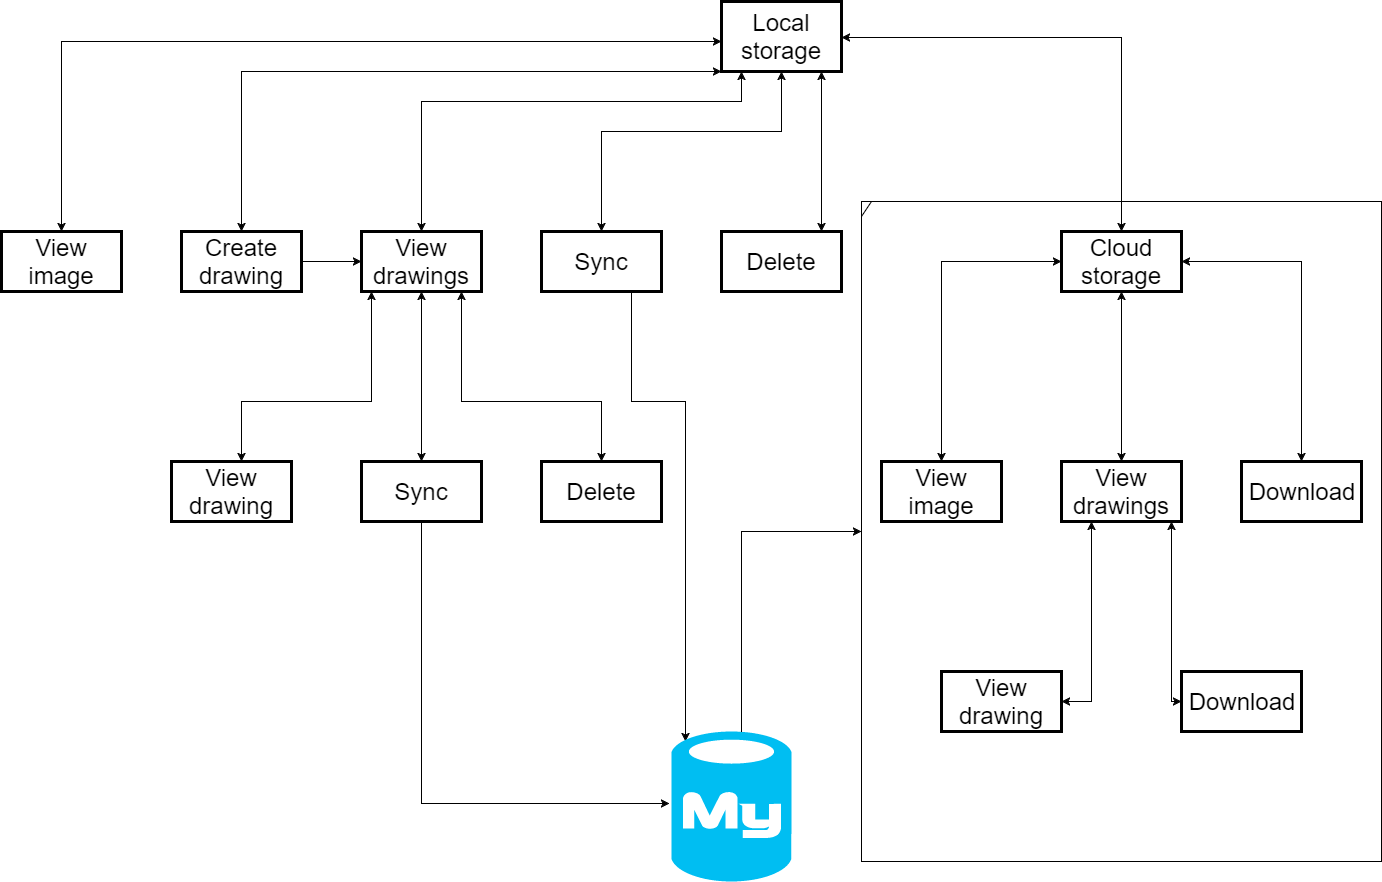 Local
storage
View
image
Create
drawing
View
drawings
Sync
Delete
Cloud
storage
View
drawing
Sync
Delete
View
image
View
drawings
Download
View
drawing
Download
My